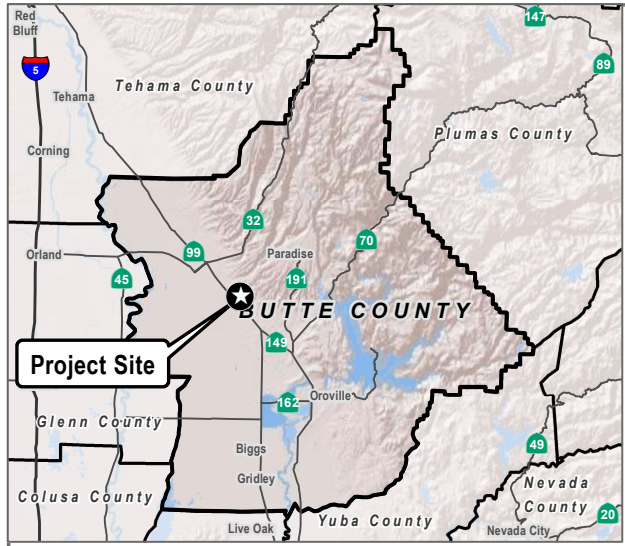 Red
Bluff
147
5
89
Tehama County
Tehama
Plumas County
Corning
32
99
70
Orland
Paradise
45
191
BUTTE COUNTY
149
Project Site
162
Oroville
Glenn County
49
Biggs
Gridley
Nevada
County
Colusa County
20
Live Oak
Yuba County
Nevada City